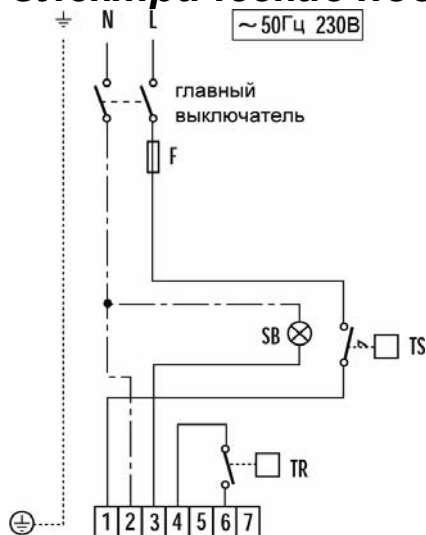 N L ~ 50Гц 230В
главный
выключатель
F
SB
TS
TR
1 2 3 4 5 6 7